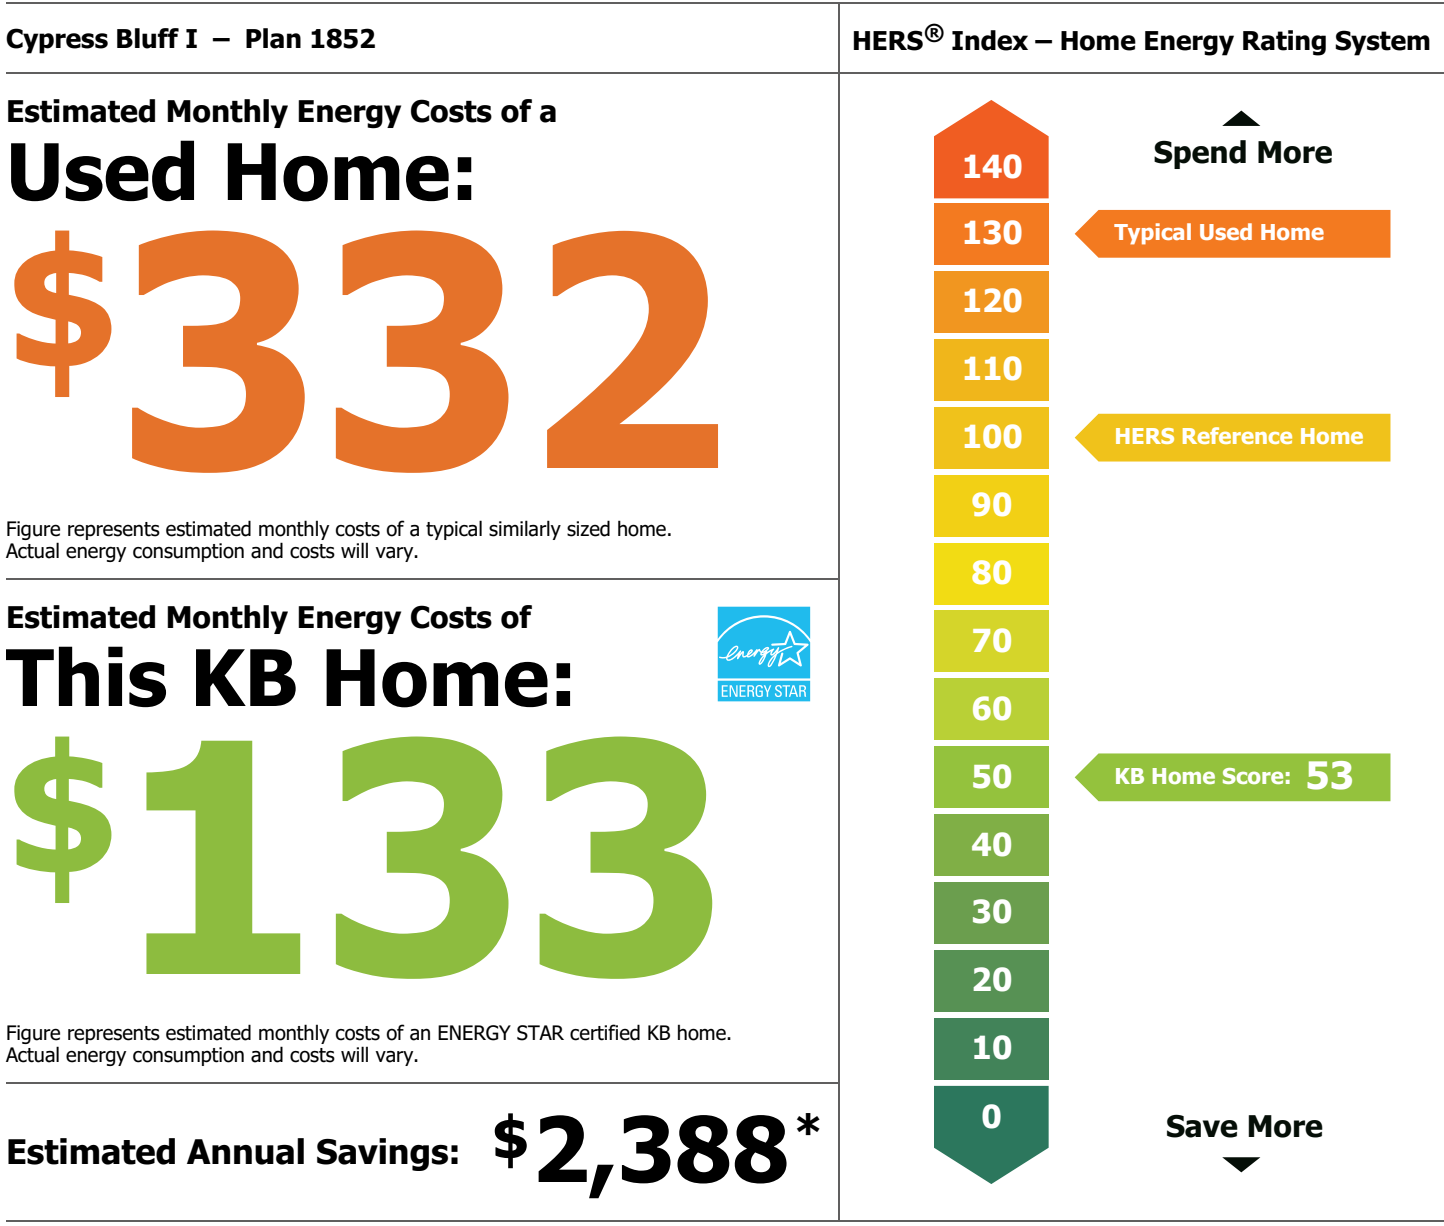 Cypress Bluff I – Plan 1852
Estimated Monthly Energy Costs of a
Used Home:
$332
Figure represents estimated monthly costs of a typical similarly sized home.
Actual energy consumption and costs will vary.
Estimated Monthly Energy Costs of
This KB Home:
energy
ENERGY STAR
$133
Figure represents estimated monthly costs of an ENERGY STAR certified KB home.
Actual energy consumption and costs will vary.
Estimated Annual Savings: $2,388*
HERS® Index – Home Energy Rating System
Spend More
140
130 Typical Used Home
120
110
100 HERS Reference Home
90
80
70
60
50 KB Home Score: 53
40
30
20
10
0
Save More